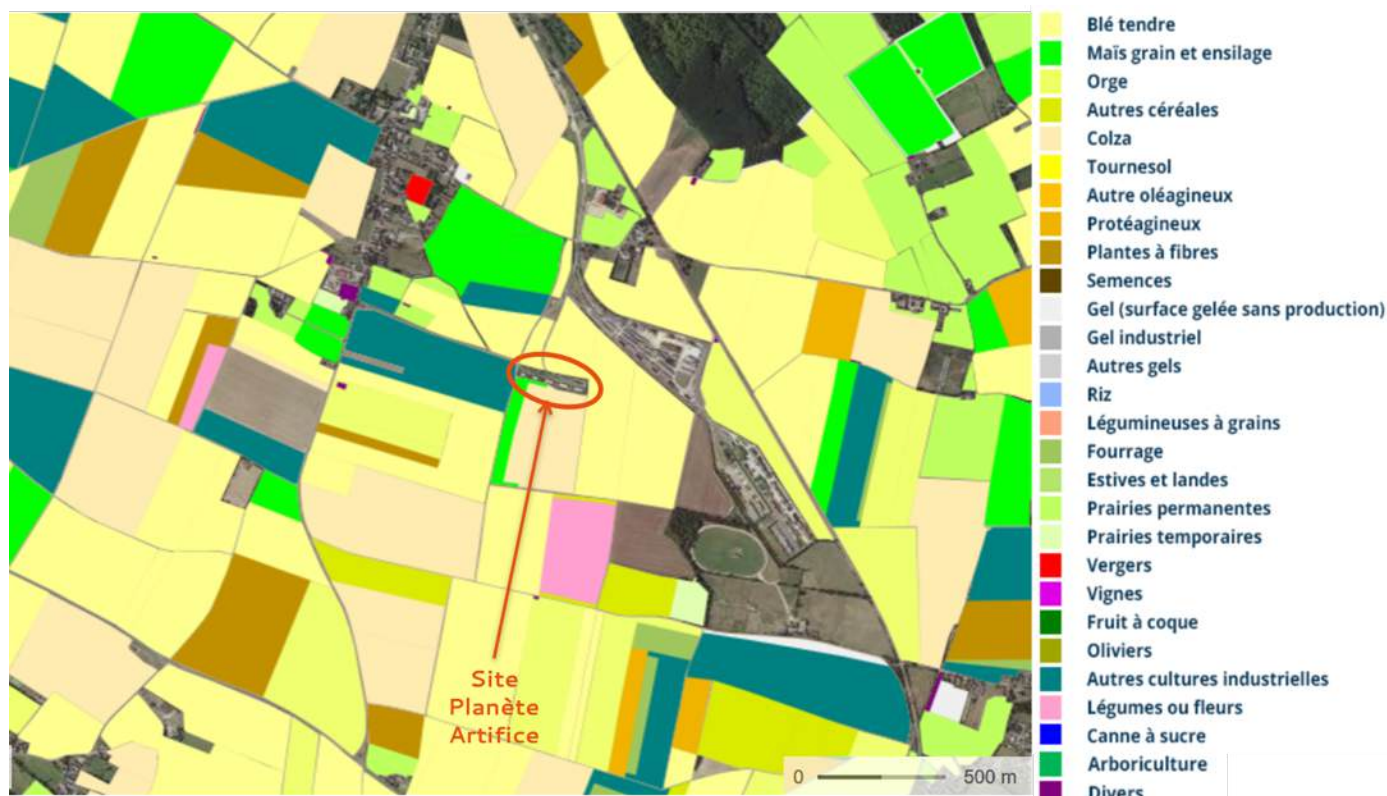 Site
Planète
Artifice
0
500 m
Blé tendre
Maïs grain et ensilage
Orge
Autres céréales
Colza
Tournesol
Autre oléagineux
Protéagineux
Plantes à fibres
Semences
Gel (surface gelée sans production)
Gel industriel
Autres gels
Riz
Légumineuses à grains
Fourrage
Estives et landes
Prairies permanentes
Prairies temporaires
Vergers
Vignes
Fruit à coque
Oliviers
Autres cultures industrielles
Légumes ou fleurs
Canne à sucre
Arboriculture
Divers